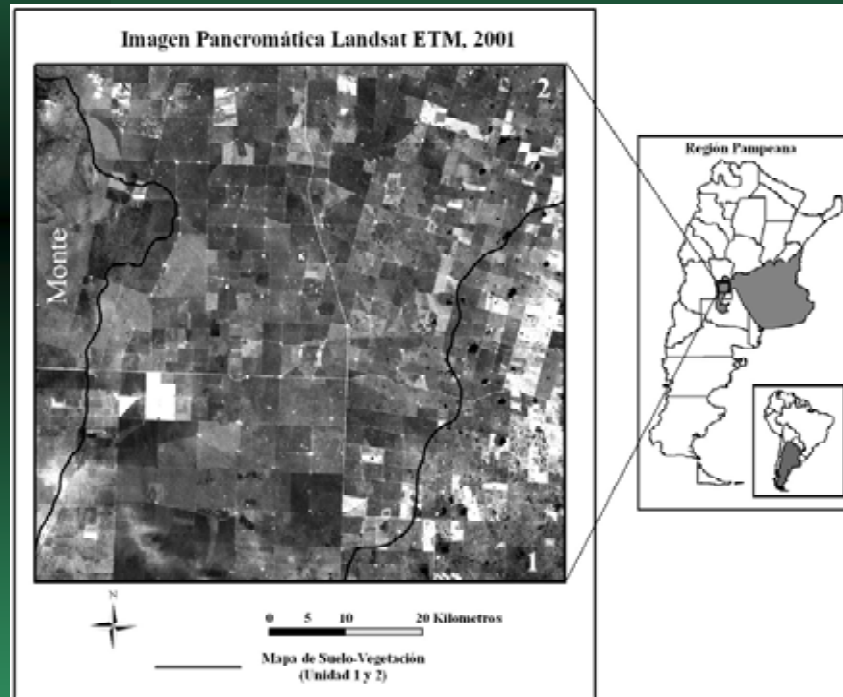 Imagen Pancromática Landsat ETM, 2001
2
Monte
1
N
0 5 10 20 Kilometros
Mapa de Suelo-Vegetación
(Unidad 1 y 2)
Región Pampeana